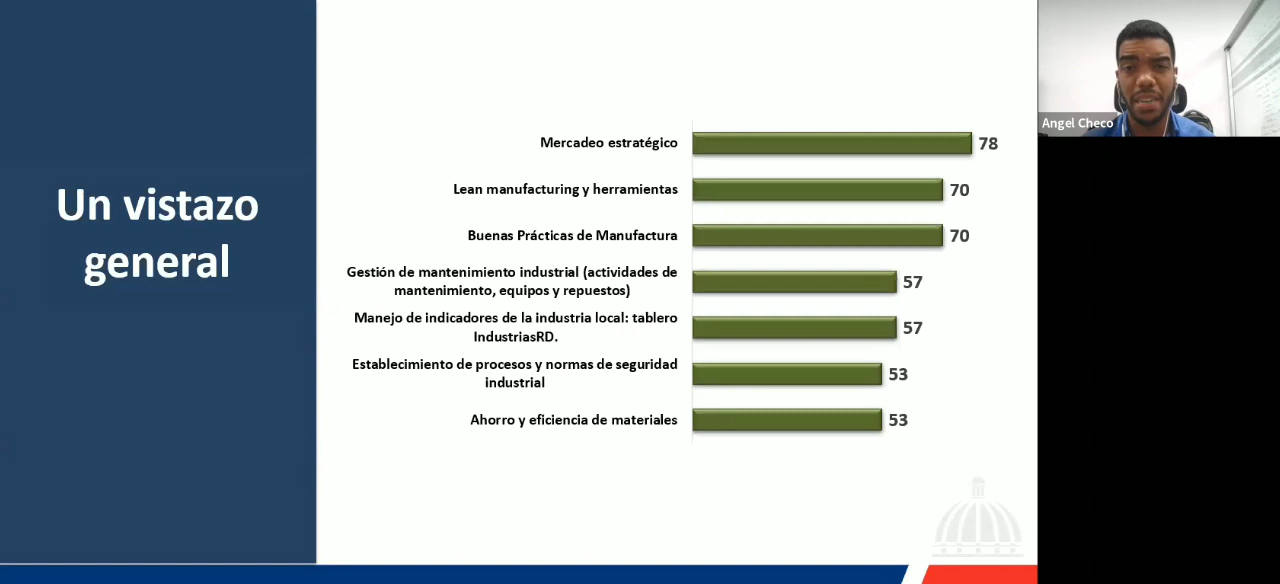 Un vistazo
general
Mercadeo estratégico
78
Lean manufacturing y herramientas
70
Buenas Prácticas de Manufactura
70
Gestión de mantenimiento industrial (actividades de
mantenimiento, equipos y repuestos)
57
Manejo de indicadores de la industria local: tablero
IndustriasRD.
57
Establecimiento de procesos y normas de seguridad
industrial
53
Ahorro y eficiencia de materiales
53
Angel Checo